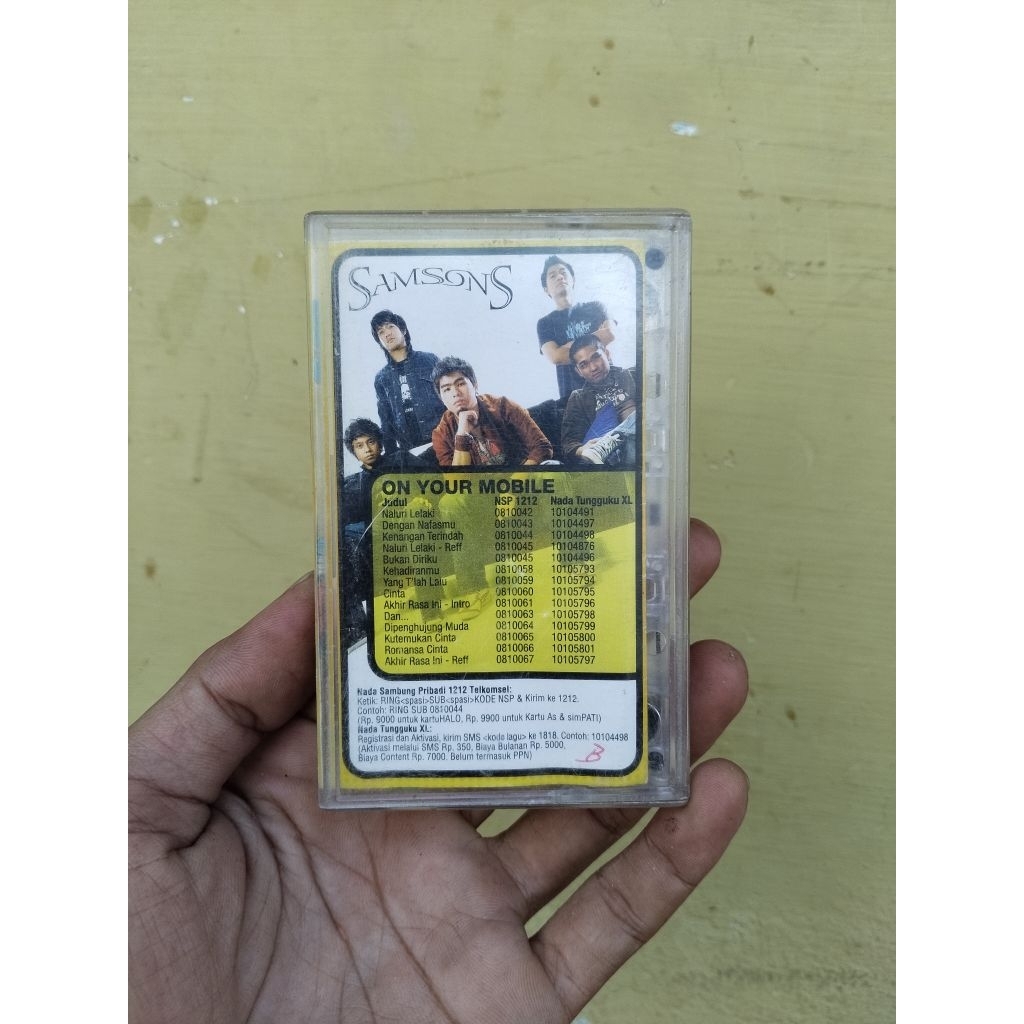 SAMSONS
ON YOUR MOBILE
Judul NSP 1212 Nada Tungguku XL
Naluri Lelaki 0810042 10104491
Dengan Nafasmu 0810043 10104497
Kenangan Terindah 0810044 10104498
Naluri Lelaki - Reff 0810045 10104876
Bukan Diriku 0810045 10104496
Kehadiranmu 0810058 10105793
Yang T'lah Lalu 0810059 10105794
Cinta 0810060 10105795
Akhir Rasa Ini - Intro 0810061 10105796
Dan... 0810063 10105798
Dipenghujung Muda 0810064 10105799
Kutemukan Cinta 0810065 10105800
Romansa Cinta 0810066 10105801
Akhir Rasa Ini - Reff 0810067 10105797
Nada Sambung Pribadi 1212 Telkomsel:
Ketik: RING<spasi>SUB<spasi>KODE NSP & Kirim ke 1212.
Contoh: RING SUB 0810044
(Rp. 9000 untuk kartuHALO, Rp. 9900 untuk Kartu As & simPATI)
Nada Tungguku XL:
Registrasi dan Aktivasi, kirim SMS <kode lagu> ke 1818. Contoh: 10104498
(Aktivasi melalui SMS Rp. 350, Biaya Bulanan Rp. 5000,
Biaya Content Rp. 7000. Belum termasuk PPN)
B